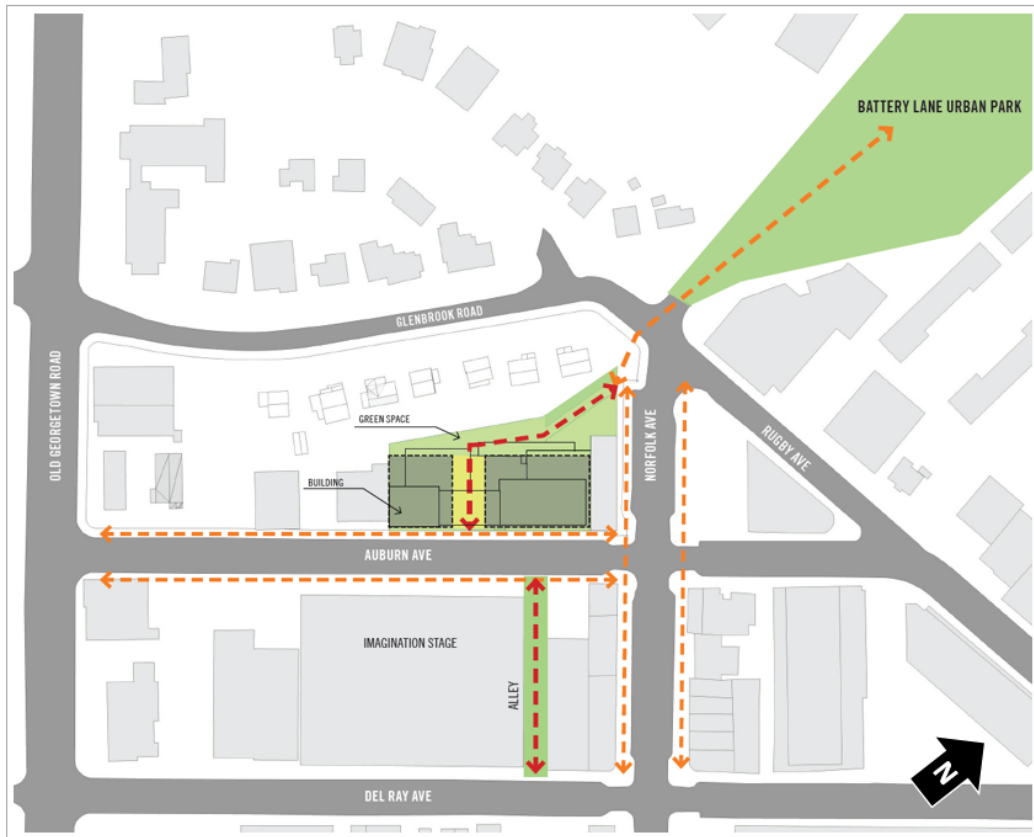 BATTERY LANE URBAN PARK
GLENBROOK ROAD
OLD GEORGETOWN ROAD
GREEN SPACE
NORFOLK AVE
RUGBY AVE
BUILDING
AUBURN AVE
IMAGINATION STAGE
ALLEY
N
DEL RAY AVE